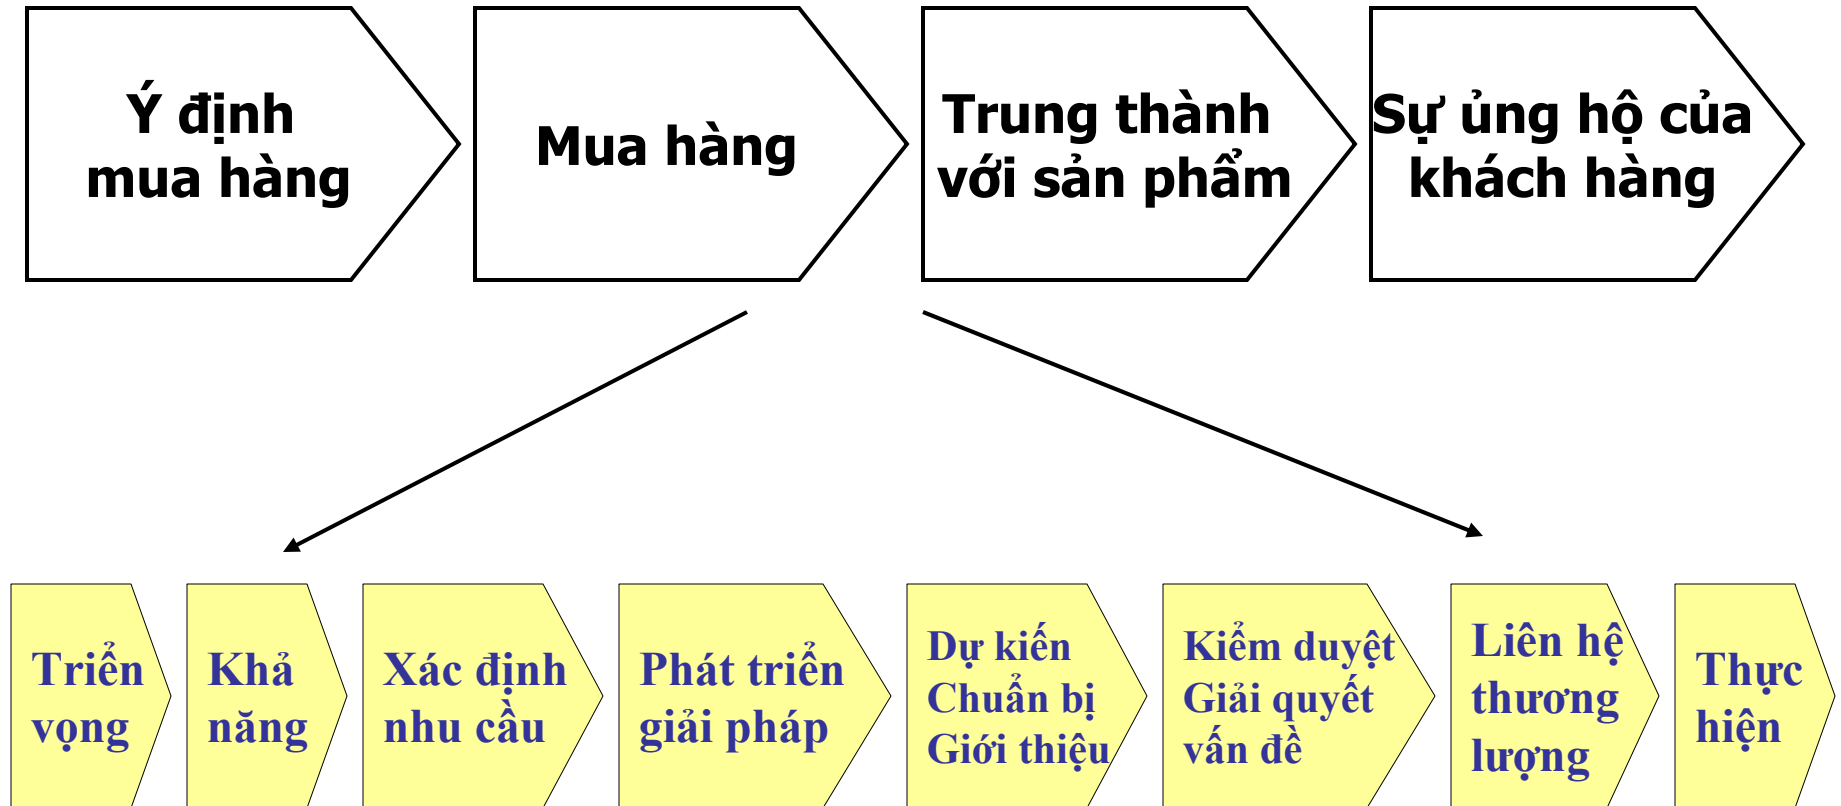 Ý định
mua hàng
Mua hàng
Trung thành
với sản phẩm
Sự ủng hộ của
khách hàng
Triển
vọng
Khả
năng
Xác định
nhu cầu
Phát triển
giải pháp
Dự kiến
Chuẩn bị
Giới thiệu
Kiểm duyệt
Giải quyết
vấn đề
Liên hệ
thương
lượng
Thực
hiện